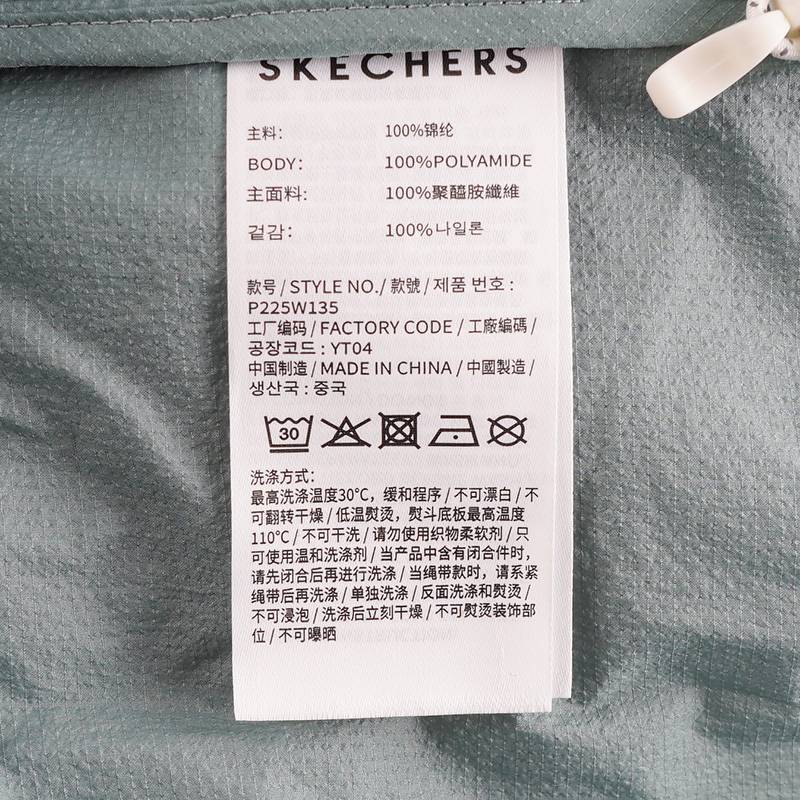 SKECHERS
主料: 100%锦纶
BODY: 100%POLYAMIDE
主面料: 100%聚醯胺纖維
겉감: 100%나일론
款号 / STYLE NO./ 款號 / 제품 번호 :
P225W135
工厂编码 / FACTORY CODE / 工廠編碼 /
공장코드 : YT04
中国制造 / MADE IN CHINA / 中國製造 /
생산국 : 중국
30
洗涤方式:
最高洗涤温度30℃，缓和程序 / 不可漂白 / 不
可翻转干燥 / 低温熨烫，熨斗底板最高温度
110℃ / 不可干洗 / 请勿使用织物柔软剂 / 只
可使用温和洗涤剂 / 当产品中含有闭合件时，
请先闭合后再进行洗涤 / 当绳带款时，请系紧
绳带后再洗涤 / 单独洗涤 / 反面洗涤和熨烫 /
不可浸泡 / 洗涤后立刻干燥 / 不可熨烫装饰部
位 / 不可曝晒